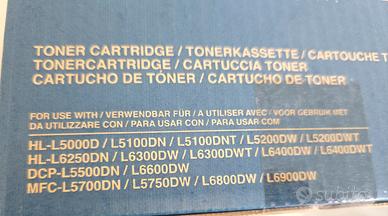 TONER CARTRIDGE / TONERKASSETTE / CARTOUCHE T
TONERCARTRIDGE / CARTUCCIA TONER
CARTUCHO DE TÓNER / CARTUCHO DE TONER
FOR USE WITH / VERWENDBAR FÜR / A UTILISER AVEC / VOOR GEBRUIK MET
DA UTILIZZARE CON / PARA USAR CON / PARA USAR COM
HL-L5000D / L5100DN / L5100DNT / L5200DW / L5200DWT
HL-L6250DN / L6300DW / L6300DWT / L6400DW / L6400DWT
DCP-L5500DN / L6600DW
MFC-L5700DN / L5750DW / L6800DW / L6900DW
subito